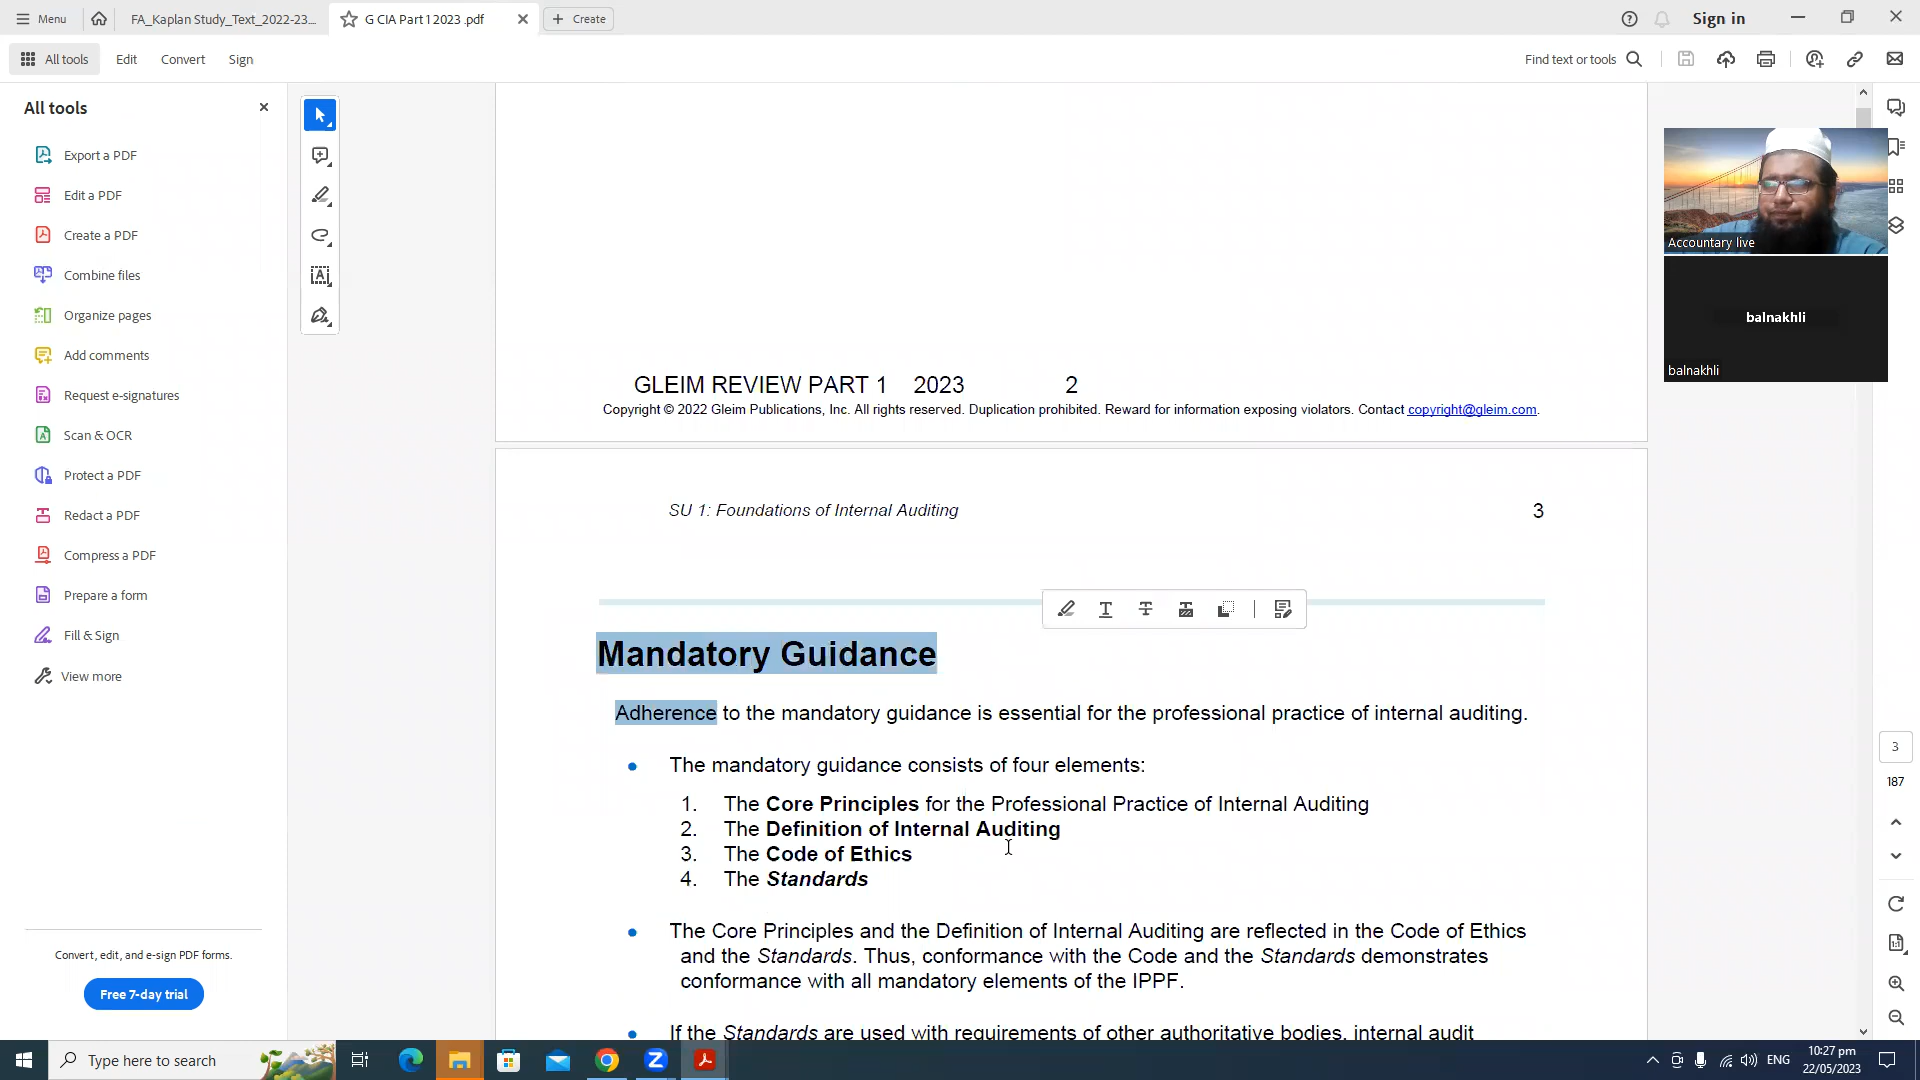 Menu
FA_Kaplan Study_Text_2022-23...
G CIA Part 1 2023 .pdf
Create
Sign in
All tools
Edit
Convert
Sign
Find text or tools
All tools
Export a PDF
Edit a PDF
Create a PDF
Combine files
Organize pages
Add comments
Request e-signatures
Scan & OCR
Protect a PDF
Redact a PDF
Compress a PDF
Prepare a form
Fill & Sign
View more
Convert, edit, and e-sign PDF forms.
Free 7-day trial
GLEIM REVIEW PART 1 2023 2
Copyright © 2022 Gleim Publications, Inc. All rights reserved. Duplication prohibited. Reward for information exposing violators. Contact copyright@gleim.com.
SU 1: Foundations of Internal Auditing 3
Mandatory Guidance
Adherence to the mandatory guidance is essential for the professional practice of internal auditing.
• The mandatory guidance consists of four elements:
1. The Core Principles for the Professional Practice of Internal Auditing
2. The Definition of Internal Auditing
3. The Code of Ethics
4. The Standards
• The Core Principles and the Definition of Internal Auditing are reflected in the Code of Ethics
and the Standards. Thus, conformance with the Code and the Standards demonstrates
conformance with all mandatory elements of the IPPF.
• If the Standards are used with requirements of other authoritative bodies, internal audit
Accountary live
balnakhli
balnakhli
3
187
Type here to search
ENG
10:27 pm
22/05/2023